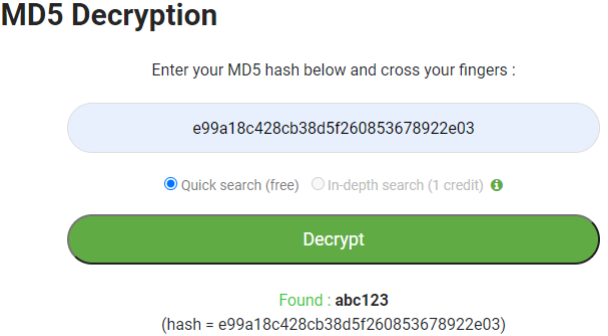 MD5 Decryption
Enter your MD5 hash below and cross your fingers :
e99a18c428cb38d5f260853678922e03
Quick search (free) In-depth search (1 credit)
Decrypt
Found : abc123
(hash = e99a18c428cb38d5f260853678922e03)